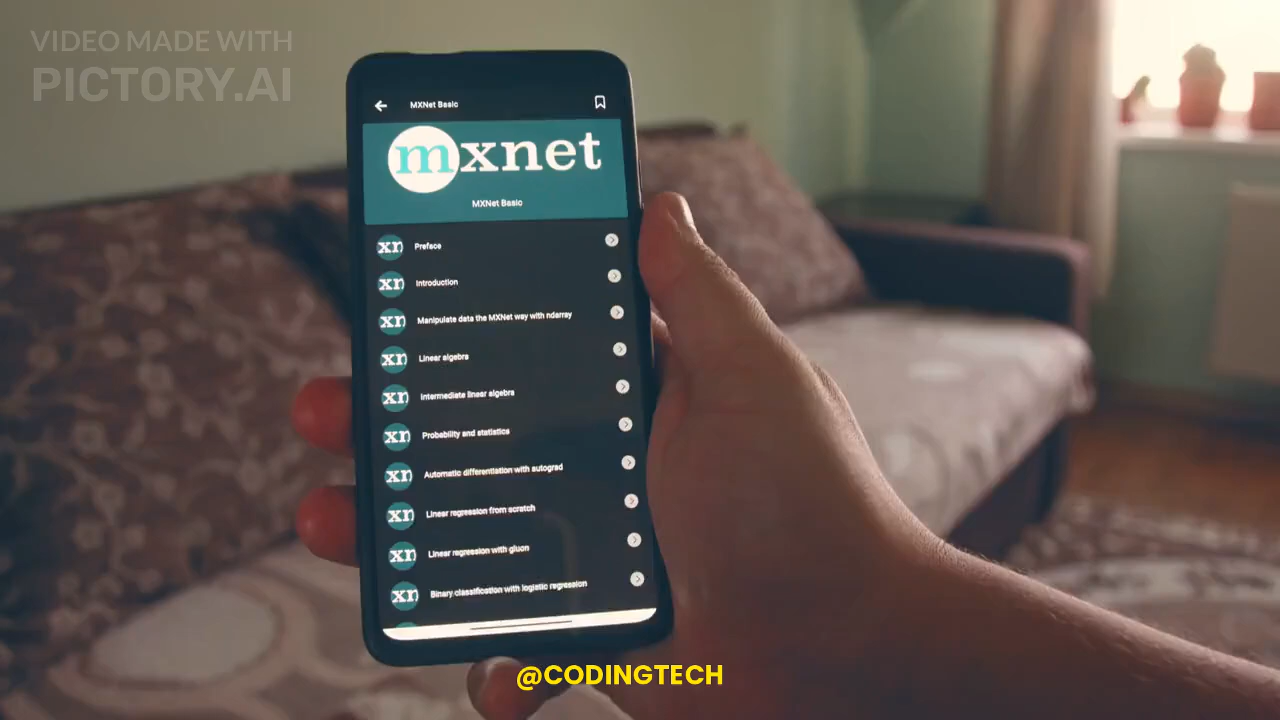 VIDEO MADE WITH
PICTORY.AI
MXNet Basic
mxnet
MXNet Basic
Preface
Introduction
Manipulate data the MXNet way with ndarray
Linear algebra
Intermediate linear algebra
Probability and statistics
Automatic differentiation with autograd
Linear regression from scratch
Linear regression with gluon
Binary classification with logistic regression
@CODINGTECH